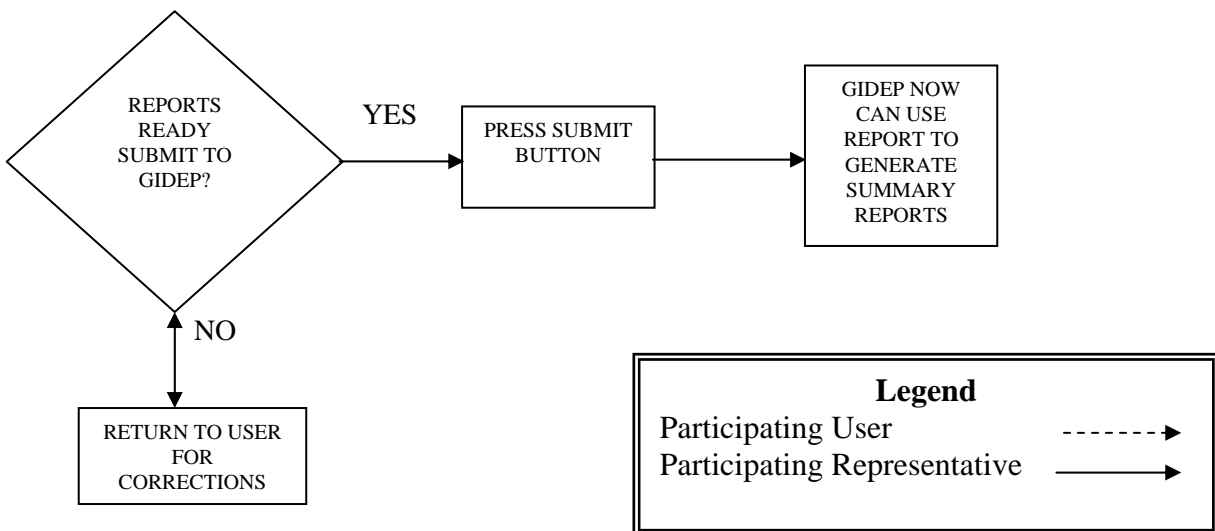 REPORTS
READY
SUBMIT TO
GIDEP?
YES
PRESS SUBMIT
BUTTON
GIDEP NOW
CAN USE
REPORT TO
GENERATE
SUMMARY
REPORTS
NO
RETURN TO USER
FOR
CORRECTIONS
Legend
Participating User
Participating Representative